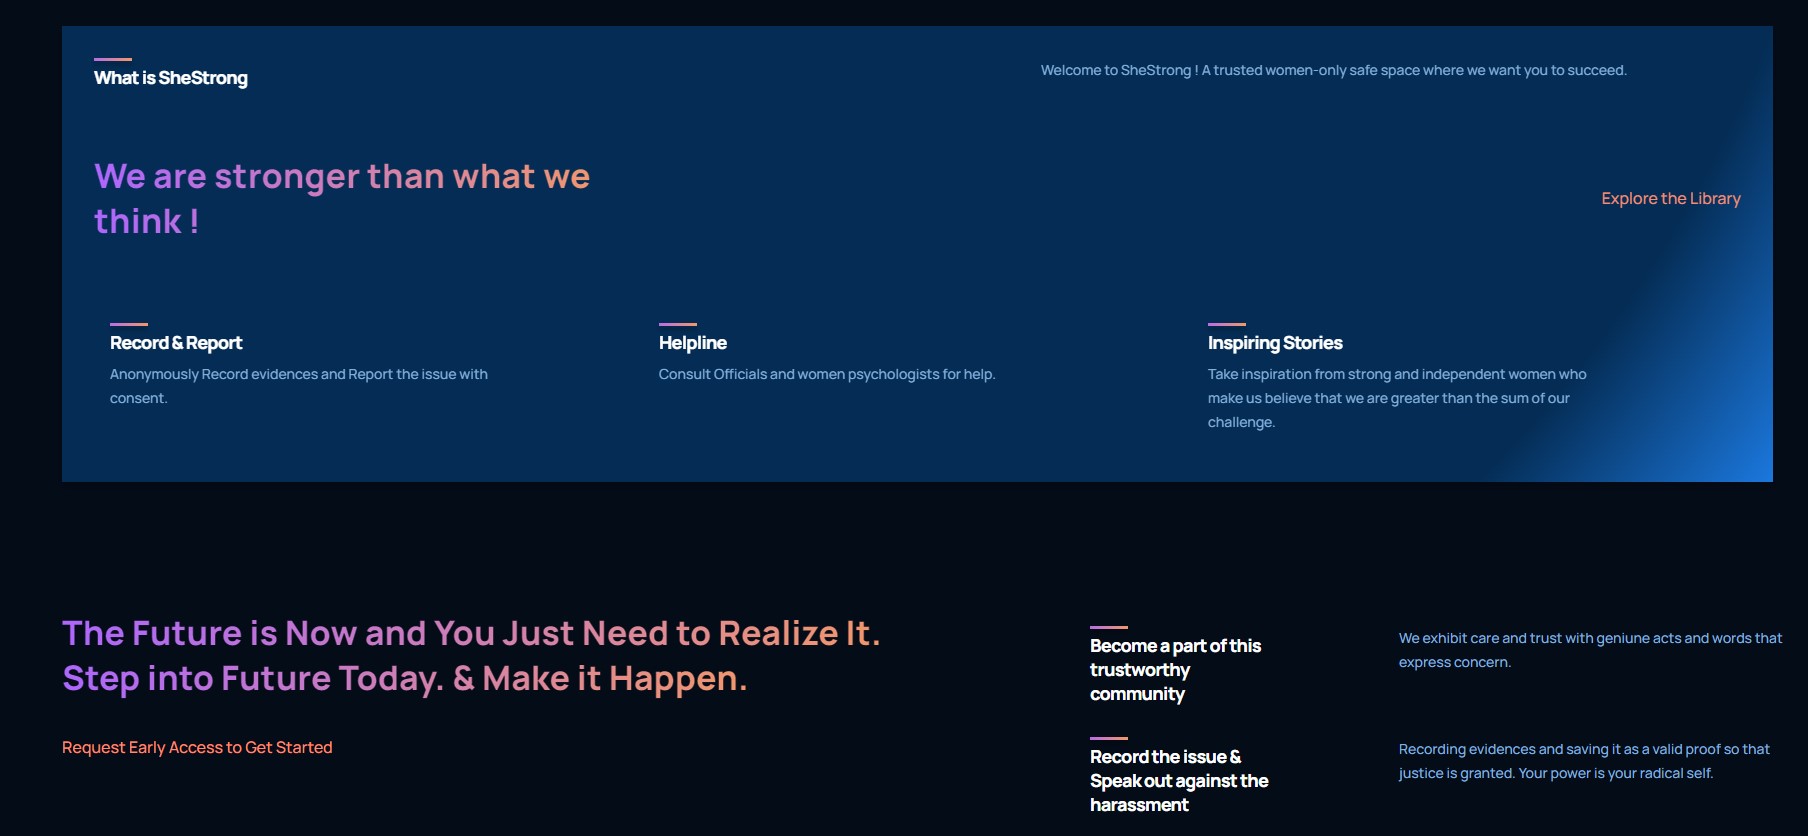 What is SheStrong
Welcome to SheStrong ! A trusted women-only safe space where we want you to succeed.
We are stronger than what we
think !
Explore the Library
Record & Report
Anonymously Record evidences and Report the issue with
consent.
Helpline
Consult Officials and women psychologists for help.
Inspiring Stories
Take inspiration from strong and independent women who
make us believe that we are greater than the sum of our
challenge.
The Future is Now and You Just Need to Realize It.
Step into Future Today. & Make it Happen.
Request Early Access to Get Started
Become a part of this
trustworthy
community
We exhibit care and trust with geniune acts and words that
express concern.
Record the issue &
Speak out against the
harassment
Recording evidences and saving it as a valid proof so that
justice is granted. Your power is your radical self.